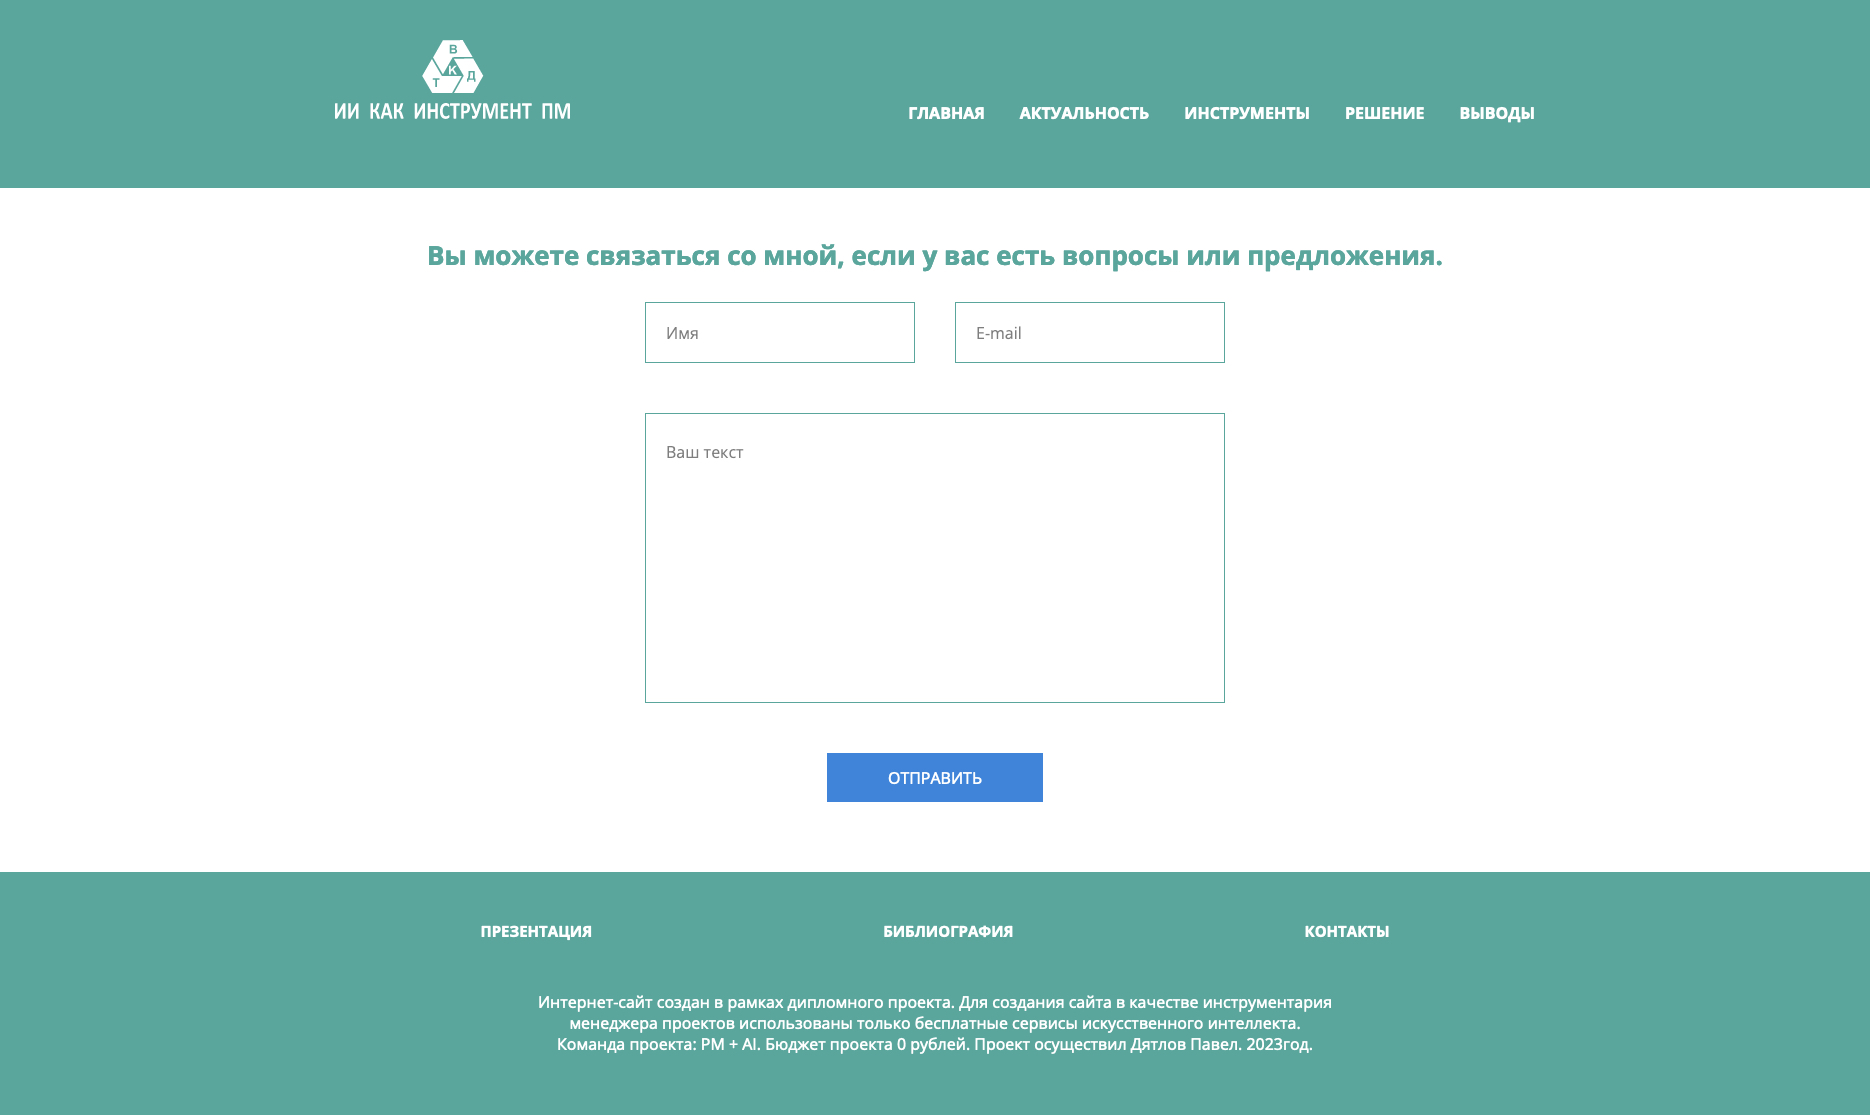 В
Т К Д
ИИ КАК ИНСТРУМЕНТ ПМ
ГЛАВНАЯ АКТУАЛЬНОСТЬ ИНСТРУМЕНТЫ РЕШЕНИЕ ВЫВОДЫ
Вы можете связаться со мной, если у вас есть вопросы или предложения.
Имя E-mail
Ваш текст
ОТПРАВИТЬ
ПРЕЗЕНТАЦИЯ БИБЛИОГРАФИЯ КОНТАКТЫ
Интернет-сайт создан в рамках дипломного проекта. Для создания сайта в качестве инструментария
менеджера проектов использованы только бесплатные сервисы искусственного интеллекта.
Команда проекта: PM + AI. Бюджет проекта 0 рублей. Проект осуществил Дятлов Павел. 2023год.